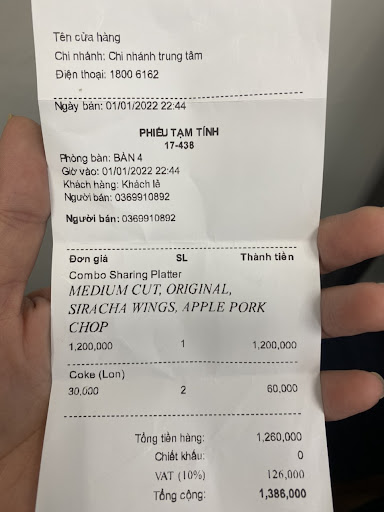 Tên cửa hàng
Chi nhánh: Chi nhánh trung tâm
Điện thoại: 1800 6162
Ngày bán: 01/01/2022 22:44
PHIẾU TẠM TÍNH
17-438
Phòng bàn: BÀN 4
Giờ vào: 01/01/2022 22:44
Khách hàng: Khách lẻ
Người bán: 0369910892
Người bán: 0369910892
Đơn giá SL Thành tiền
Combo Sharing Platter
MEDIUM CUT, ORIGINAL,
SIRACHA WINGS, APPLE PORK
CHOP
1,200,000 1 1,200,000
Coke (Lon)
30,000 2 60,000
Tổng tiền hàng: 1,260,000
Chiết khấu: 0
VAT (10%) 126,000
Tổng cộng: 1,386,000